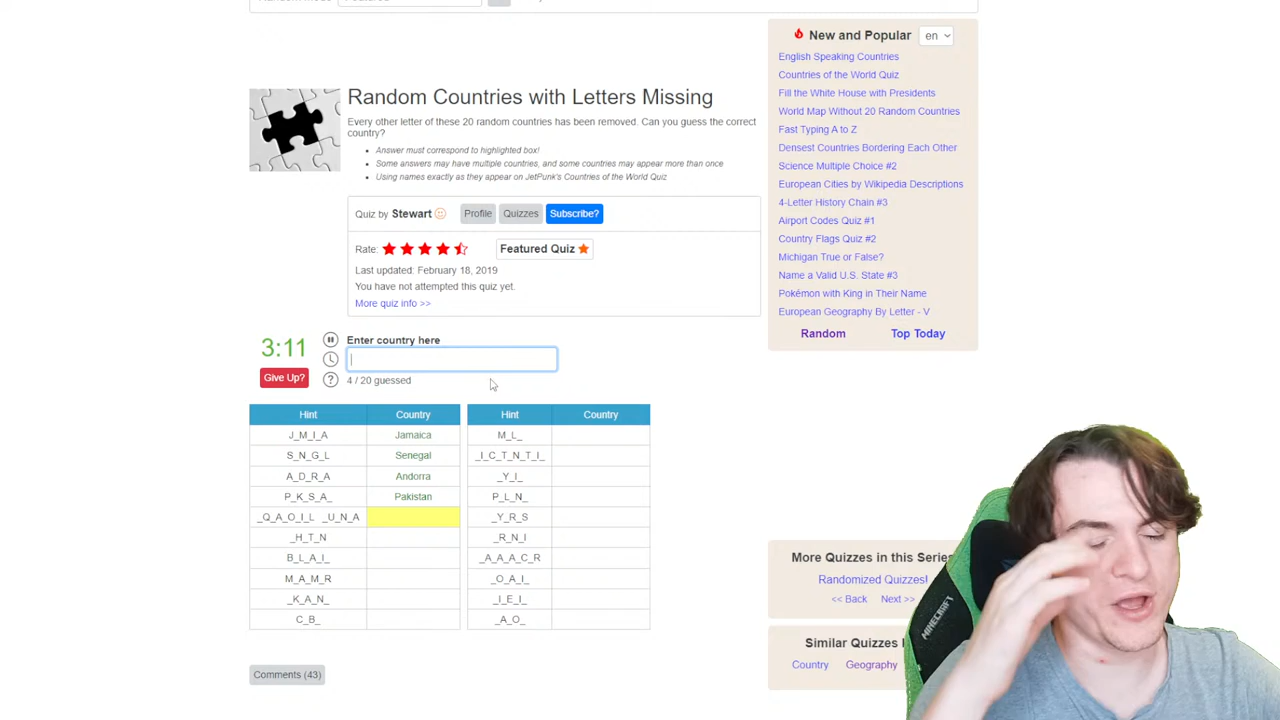 Featured
New and Popular en
English Speaking Countries
Countries of the World Quiz
Fill the White House with Presidents
World Map Without 20 Random Countries
Fast Typing A to Z
Densest Countries Bordering Each Other
Science Multiple Choice #2
European Cities by Wikipedia Descriptions
4-Letter History Chain #3
Airport Codes Quiz #1
Country Flags Quiz #2
Michigan True or False?
Name a Valid U.S. State #3
Pokémon with King in Their Name
European Geography By Letter - V
Random Top Today
Random Countries with Letters Missing
Every other letter of these 20 random countries has been removed. Can you guess the correct
country?
Answer must correspond to highlighted box!
Some answers may have multiple countries, and some countries may appear more than once
Using names exactly as they appear on JetPunk's Countries of the World Quiz
Quiz by Stewart Profile Quizzes Subscribe?
Rate: Featured Quiz
Last updated: February 18, 2019
You have not attempted this quiz yet.
More quiz info >>
3:11
Give Up?
Enter country here
4 / 20 guessed
Hint Country Hint Country
J_M_I_A Jamaica M_L_
S_N_G_L Senegal _I_C_T_N_T_I_
A_D_R_A Andorra _Y_I_
P_K_S_A_ Pakistan P_L_N_
_Q_A_O_I_L _U_N_A _Y_R_S
_H_T_N _R_N_I
B_L_A_I_ _A_A_A_C_R
M_A_M_R _O_A_I_
_K_A_N_ _I_E_I_
C_B_ _A_O_
Comments (43)
More Quizzes in this Series
Randomized Quizzes!
<< Back Next >>
Similar Quizzes
Country Geography
MINECRAFT